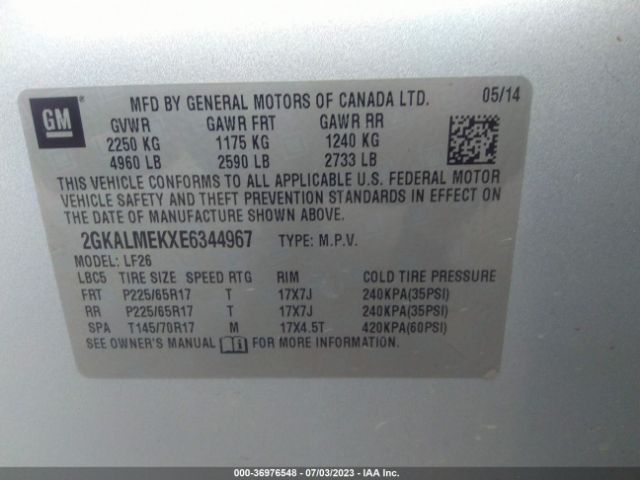 GM ® MFD BY GENERAL MOTORS OF CANADA LTD. 05/14
GVWR GAWR FRT GAWR RR
2250 KG 1175 KG 1240 KG
4960 LB 2590 LB 2733 LB
THIS VEHICLE CONFORMS TO ALL APPLICABLE U.S. FEDERAL MOTOR
VEHICLE SAFETY AND THEFT PREVENTION STANDARDS IN EFFECT ON
THE DATE OF MANUFACTURE SHOWN ABOVE.
2GKALMEKXE6344967 TYPE: M.P.V.
MODEL: LF26
LBC5 TIRE SIZE SPEED RTG RIM COLD TIRE PRESSURE
FRT P225/65R17 T 17X7J 240KPA(35PSI)
RR P225/65R17 T 17X7J 240KPA(35PSI)
SPA T145/70R17 M 17X4.5T 420KPA(60PSI)
SEE OWNER'S MANUAL FOR MORE INFORMATION.
000-36976548 - 07/03/2023 - IAA Inc.